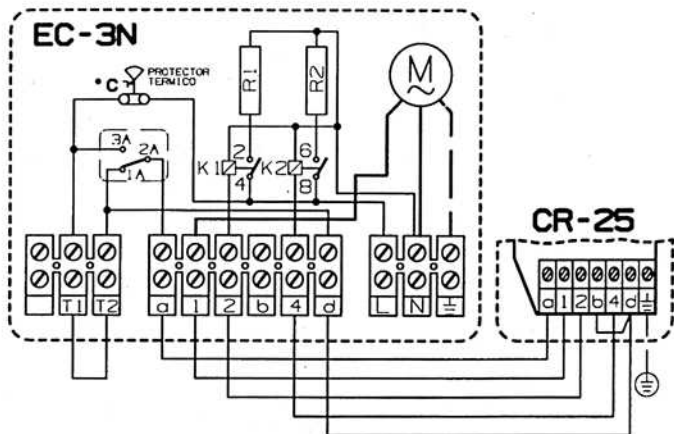 EC-3N
°C
PROTECTOR
TERMICO
R1
R2
M
~
3A
2A
1A
K1
2
4
K2
6
8
T1 T2
a 1 2 b 4 d
L N
CR-25
a 1 2 b 4 d